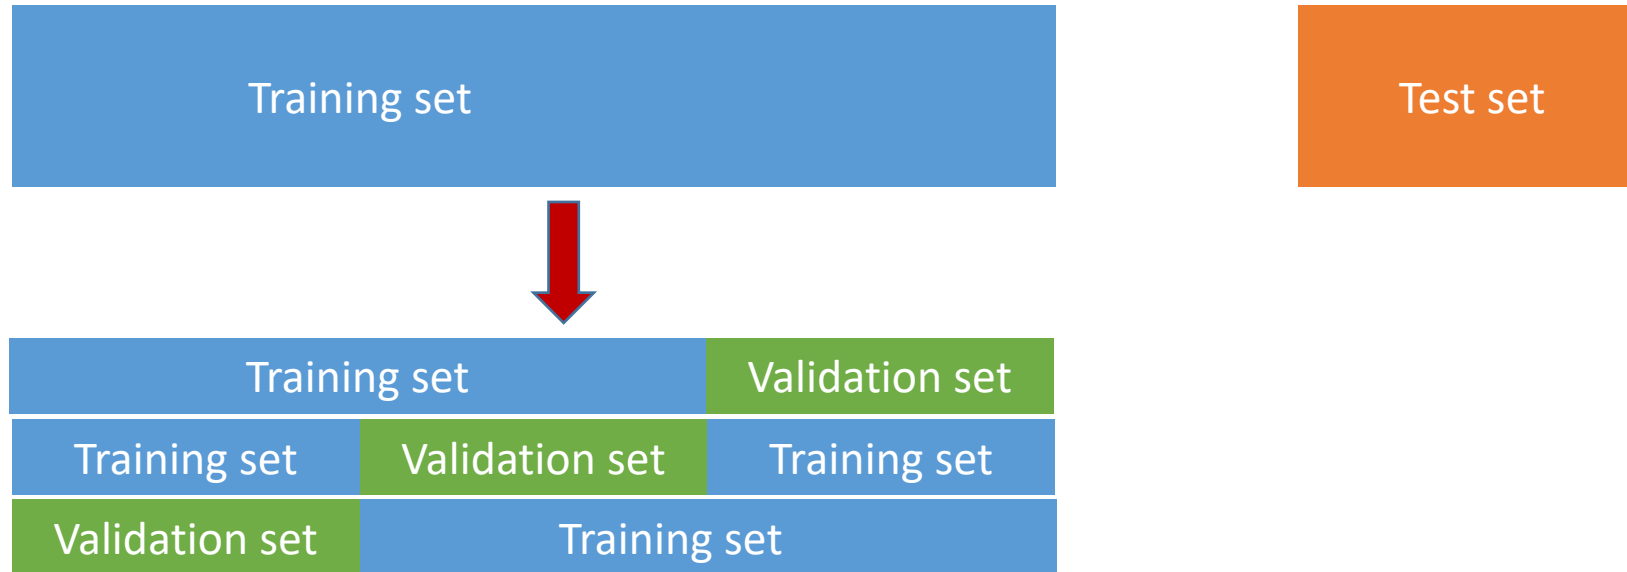 Training set
Test set
Training set Validation set
Training set Validation set Training set
Validation set Training set